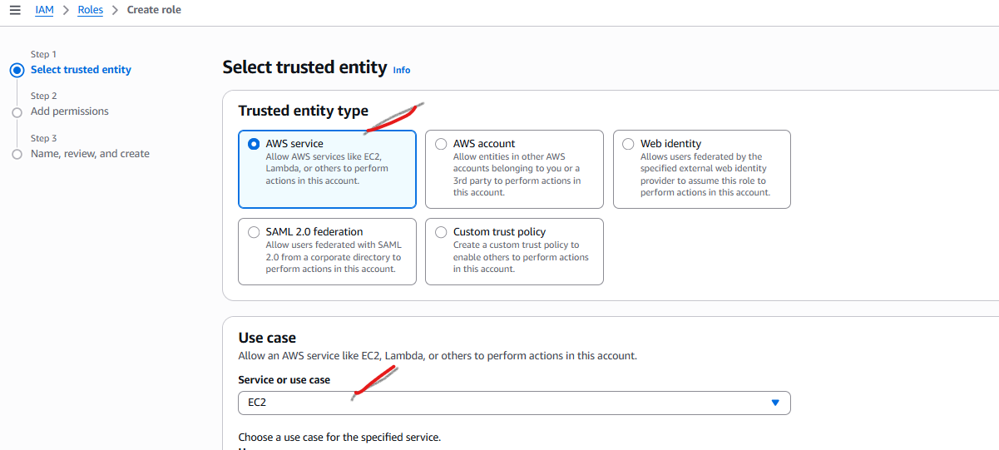 IAM > Roles > Create role
Step 1
Select trusted entity
Step 2
Add permissions
Step 3
Name, review, and create
Select trusted entity Info
Trusted entity type
AWS service
Allow AWS services like EC2,
Lambda, or others to perform
actions in this account.
AWS account
Allow entities in other AWS
accounts belonging to you or a
3rd party to perform actions in
this account.
Web identity
Allows users federated by the
specified external web identity
provider to assume this role to
perform actions in this account.
SAML 2.0 federation
Allow users federated with SAML
2.0 from a corporate directory to
perform actions in this account.
Custom trust policy
Create a custom trust policy to
enable others to perform actions
in this account.
Use case
Allow an AWS service like EC2, Lambda, or others to perform actions in this account.
Service or use case
EC2
Choose a use case for the specified service.